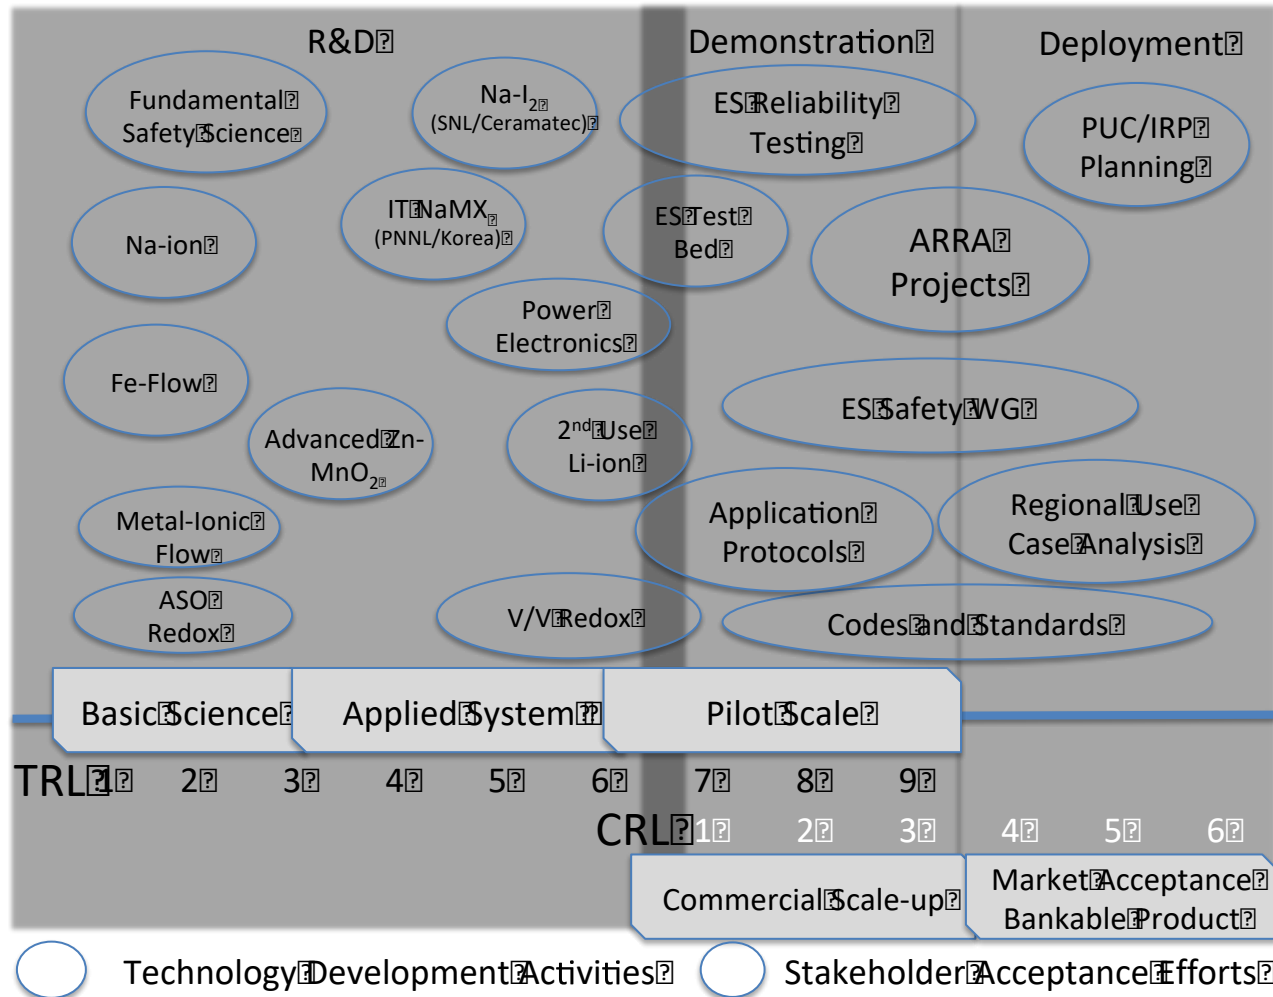 R&D
Demonstration
Deployment
Fundamental
Safety Science
Na-I2
(SNL/Ceramatec)
ES Reliability
Testing
PUC/IRP
Planning
Na-ion
IT NaMX
(PNNL/Korea)
ES Test
Bed
ARRA
Projects
Power
Electronics
Fe-Flow
Advanced Zn-
MnO2
2nd Use
Li-ion
ES Safety WG
Metal-Ionic
Flow
Application
Protocols
Regional Use
Case Analysis
ASO
Redox
V/V Redox
Codes and Standards
Basic Science
Applied System
Pilot Scale
TRL 1 2 3 4 5 6 7 8 9
CRL 1 2 3 4 5 6
Commercial Scale-up
Market Acceptance
Bankable Product
Technology Development Activities
Stakeholder Acceptance Efforts